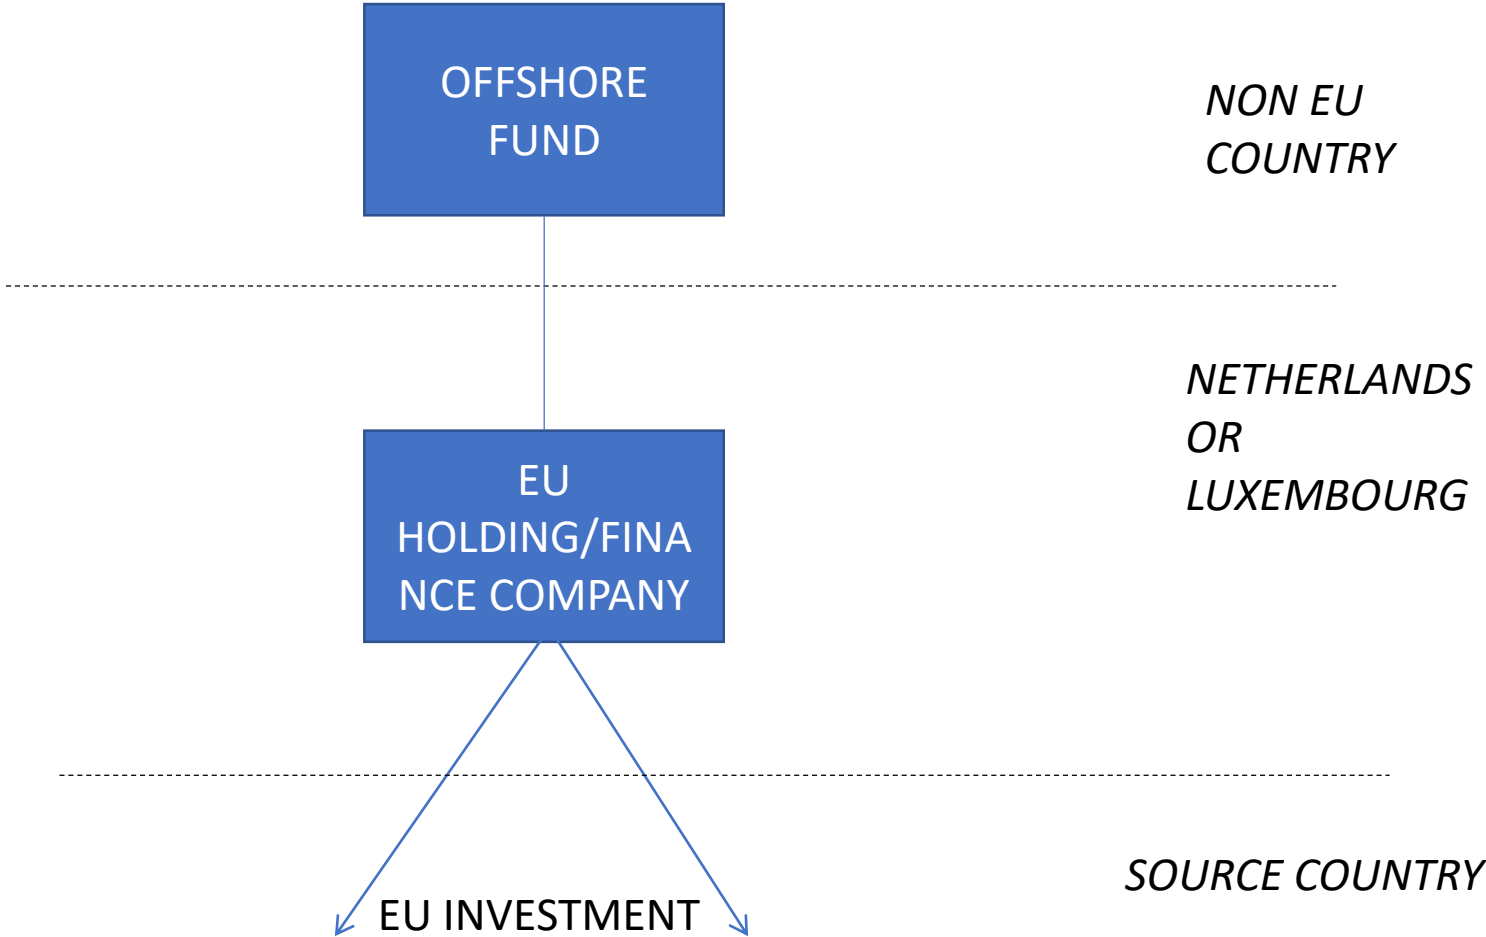 OFFSHORE
FUND
NON EU
COUNTRY
NETHERLANDS
OR
LUXEMBOURG
EU
HOLDING/FINA
NCE COMPANY
SOURCE COUNTRY
EU INVESTMENT